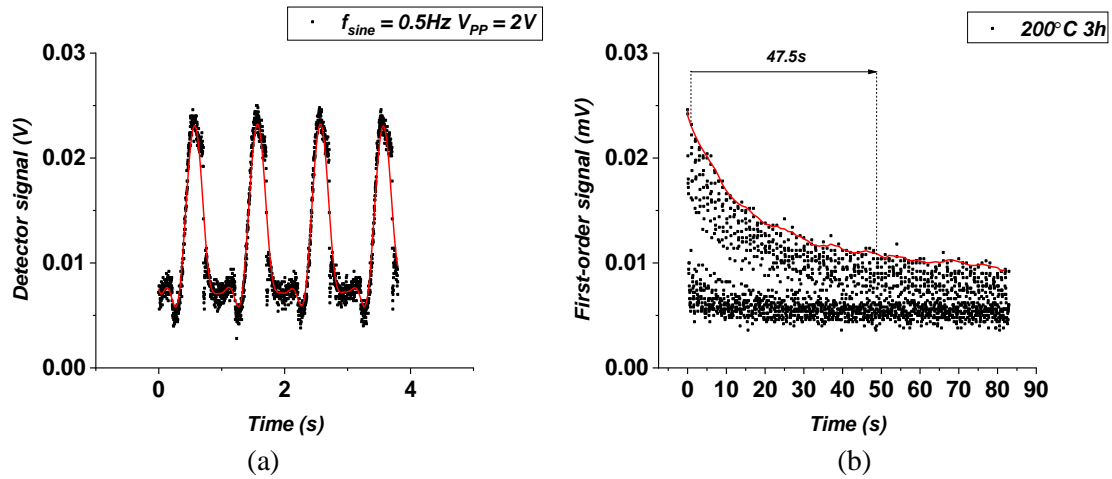 f_sine = 0.5Hz V_PP = 2V
0.03
0.02
0.01
0.00
Detector signal (V)
0 2 4
Time (s)
(a)
200°C 3h
47.5s
0.03
0.02
0.01
0.00
First-order signal (mV)
0 10 20 30 40 50 60 70 80 90
Time (s)
(b)